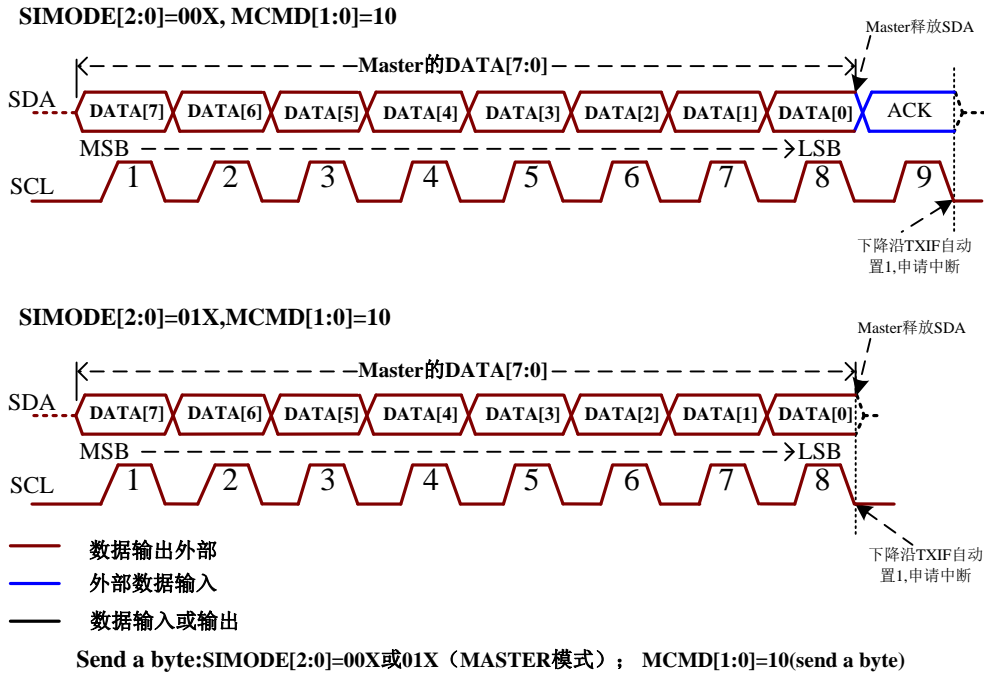 SIMODE[2:0]=00X, MCMD[1:0]=10
Master释放SDA
Master的DATA[7:0]
SDA
DATA[7] DATA[6] DATA[5] DATA[4] DATA[3] DATA[2] DATA[1] DATA[0] ACK
MSB LSB
SCL
1 2 3 4 5 6 7 8 9
下降沿TXIF自动
置1,申请中断
SIMODE[2:0]=01X,MCMD[1:0]=10
Master释放SDA
Master的DATA[7:0]
SDA
DATA[7] DATA[6] DATA[5] DATA[4] DATA[3] DATA[2] DATA[1] DATA[0]
MSB LSB
SCL
1 2 3 4 5 6 7 8
下降沿TXIF自动
置1,申请中断
数据输出外部
外部数据输入
数据输入或输出
Send a byte:SIMODE[2:0]=00X或01X（MASTER模式）； MCMD[1:0]=10(send a byte)